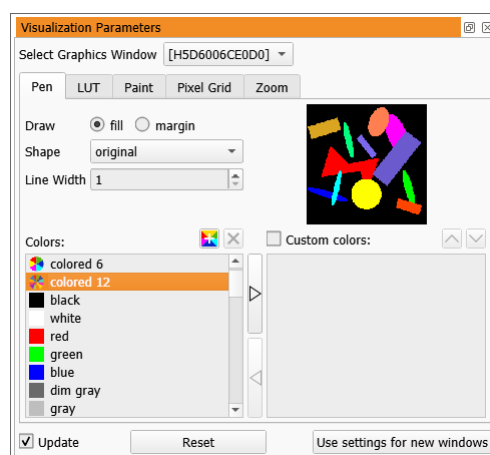 Visualization Parameters
Select Graphics Window [H5D6006CE0D0]
Pen LUT Paint Pixel Grid Zoom
Draw fill margin
Shape original
Line Width 1
Colors: Custom colors:
colored 6
colored 12
black
white
red
green
blue
dim gray
gray
Update Reset Use settings for new windows